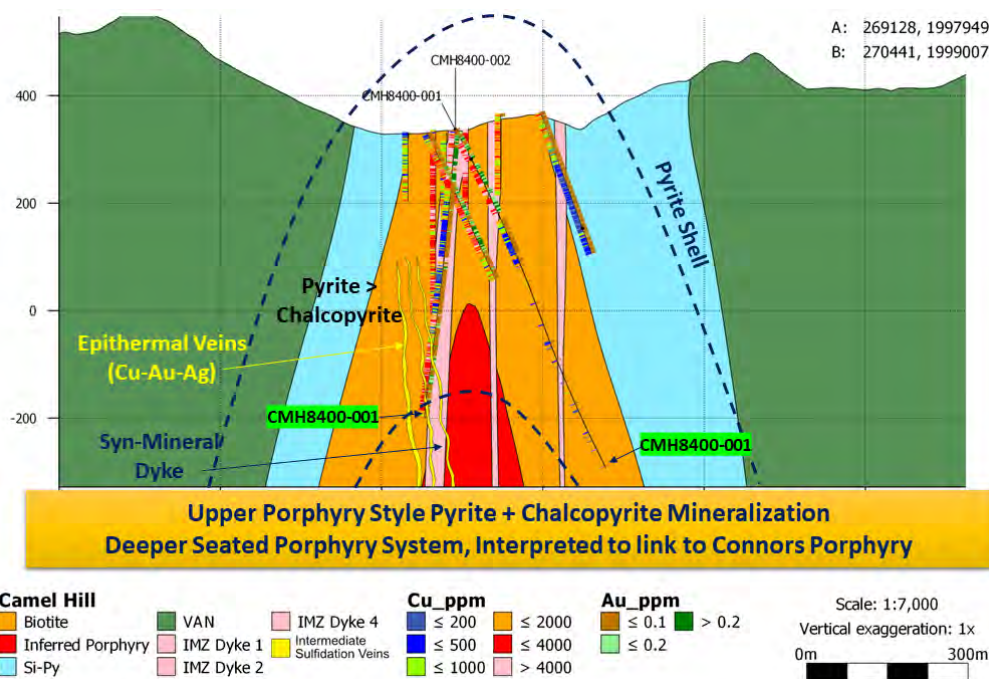 A: 269128, 1997949
B: 270441, 1999007
CMH8400-002
CMH8400-001
400
200
0
-200
Pyrite Shell
Pyrite >
Chalcopyrite
Epithermal Veins
(Cu-Au-Ag)
CMH8400-001
CMH8400-001
Syn-Mineral
Dyke
Upper Porphyry Style Pyrite + Chalcopyrite Mineralization
Deeper Seated Porphyry System, Interpreted to link to Connors Porphyry
Camel Hill
Biotite
Inferred Porphyry
Si-Py
VAN
IMZ Dyke 1
IMZ Dyke 2
IMZ Dyke 4
Intermediate
Sulfidation Veins
Cu_ppm
≤ 200
≤ 500
≤ 1000
≤ 2000
≤ 4000
> 4000
Au_ppm
≤ 0.1
≤ 0.2
> 0.2
Scale: 1:7,000
Vertical exaggeration: 1x
0m 300m